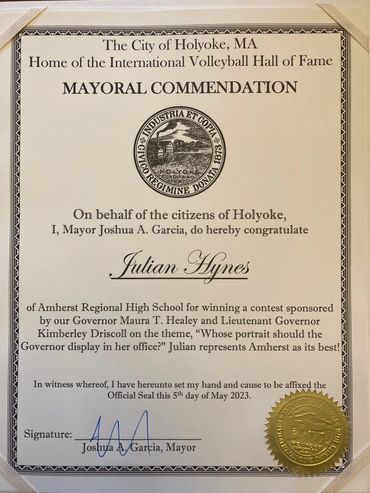 The City of Holyoke, MA
Home of the International Volleyball Hall of Fame
MAYORAL COMMENDATION
INDUSTRIA ET COPIA
HOLYOKE
CIVICO REGIMINE DONATA 1873
On behalf of the citizens of Holyoke,
I, Mayor Joshua A. Garcia, do hereby congratulate
Julian Hynes
of Amherst Regional High School for winning a contest sponsored
by our Governor Maura T. Healey and Lieutenant Governor
Kimberley Driscoll on the theme, “Whose portrait should the
Governor display in her office?” Julian represents Amherst as its best!
In witness whereof, I have hereunto set my hand and cause to be affixed the
Official Seal this 5th day of May 2023.
Signature:
Joshua A. Garcia, Mayor